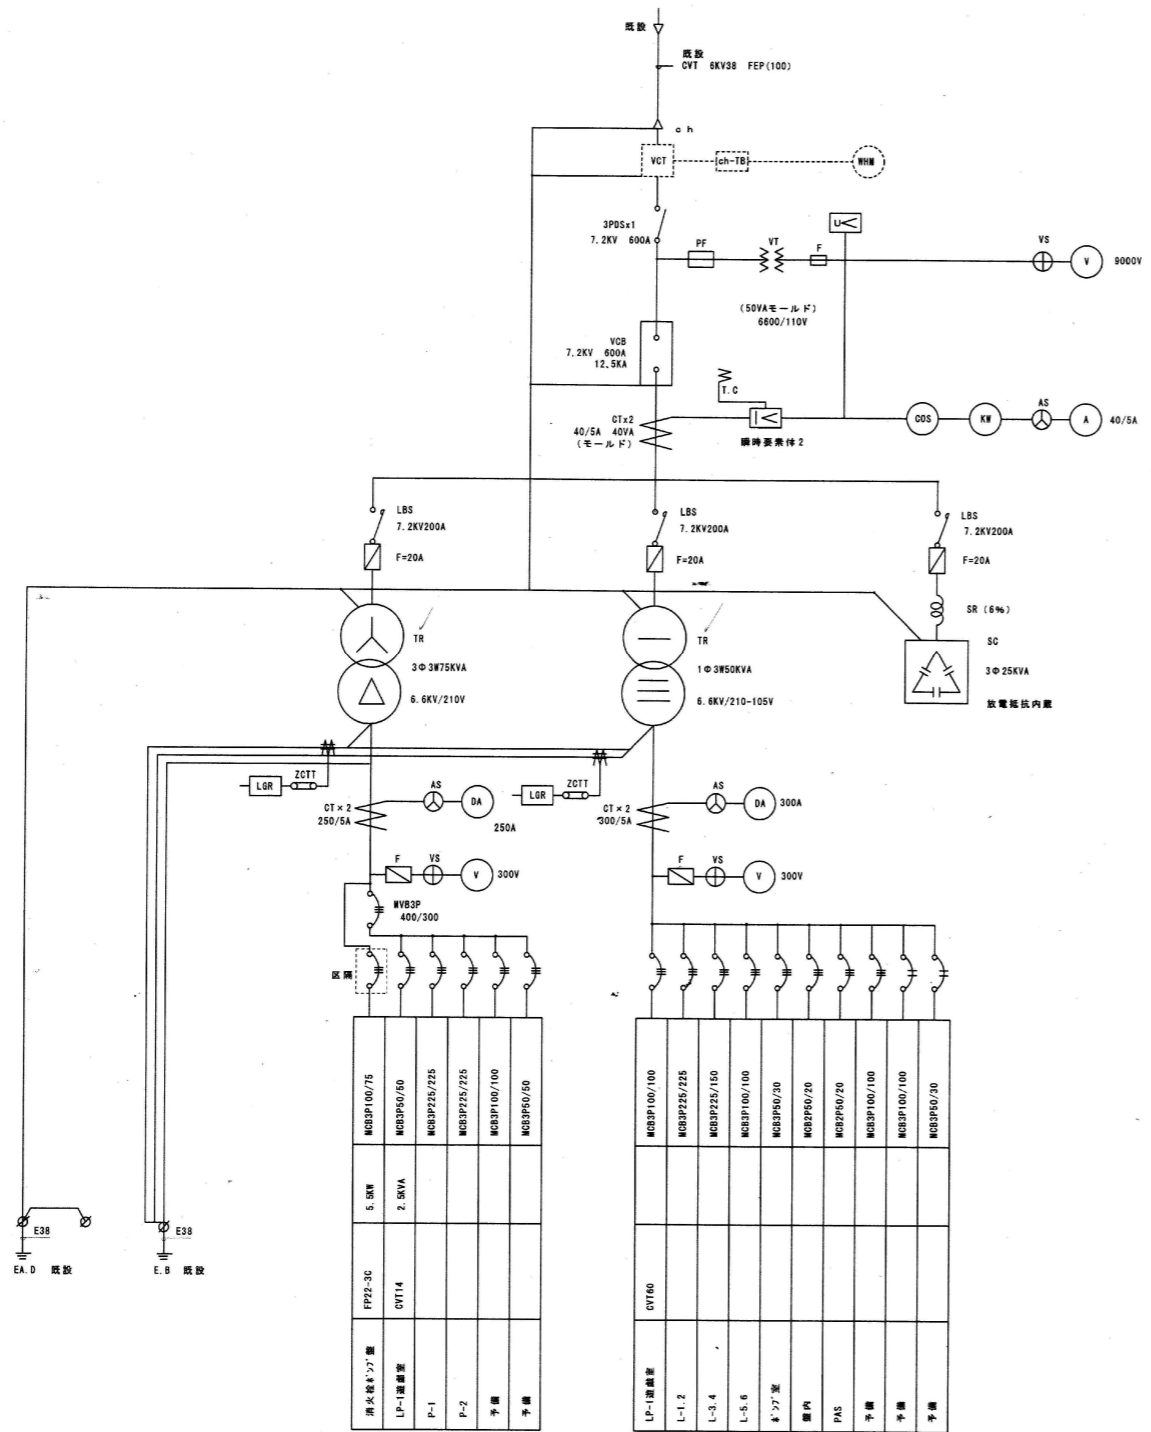 既設
既設
CVT 6KV38 FEP(100)
ch
VCT
ch-TB
WHM
3PDSx1
7.2KV 600A
PF
VT
F
U<
VS
V
9000V
(50VAモールド)
6600/110V
VCB
7.2KV 600A
12.5KA
T.C
CTx2
40/5A 40VA
(モールド)
I<
瞬時要素体2
COS
KW
AS
A
40/5A
LBS
7.2KV200A
F=20A
LBS
7.2KV200A
F=20A
LBS
7.2KV200A
F=20A
SR (6%)
SC
3Φ25KVA
放電抵抗内蔵
TR
3Φ3W75KVA
6.6KV/210V
TR
1Φ3W50KVA
6.6KV/210-105V
LGR
ZCTT
CT×2
250/5A
AS
DA
250A
LGR
ZCTT
CT×2
300/5A
AS
DA
300A
F
VS
V
300V
F
VS
V
300V
MVB3P
400/300
区隔
MCB3P100/75
5.5KW
FP22-3C
消火栓ポンプ盤
MCB3P50/50
2.5KVA
CVT14
LP-1遊戯室
MCB3P225/225
P-1
MCB3P225/225
P-2
MCB3P100/100
予備
MCB3P50/50
予備
MCB3P100/100
CVT60
LP-1遊戯室
MCB3P225/225
L-1.2
MCB3P225/150
L-3.4
MCB3P100/100
L-5.6
MCB3P50/30
ポンプ室
MCB2P50/20
盤内
MCB2P50/20
PAS
MCB3P100/100
予備
MCB3P100/100
予備
MCB3P50/30
予備
E38
EA.D 既設
E38
E.B 既設